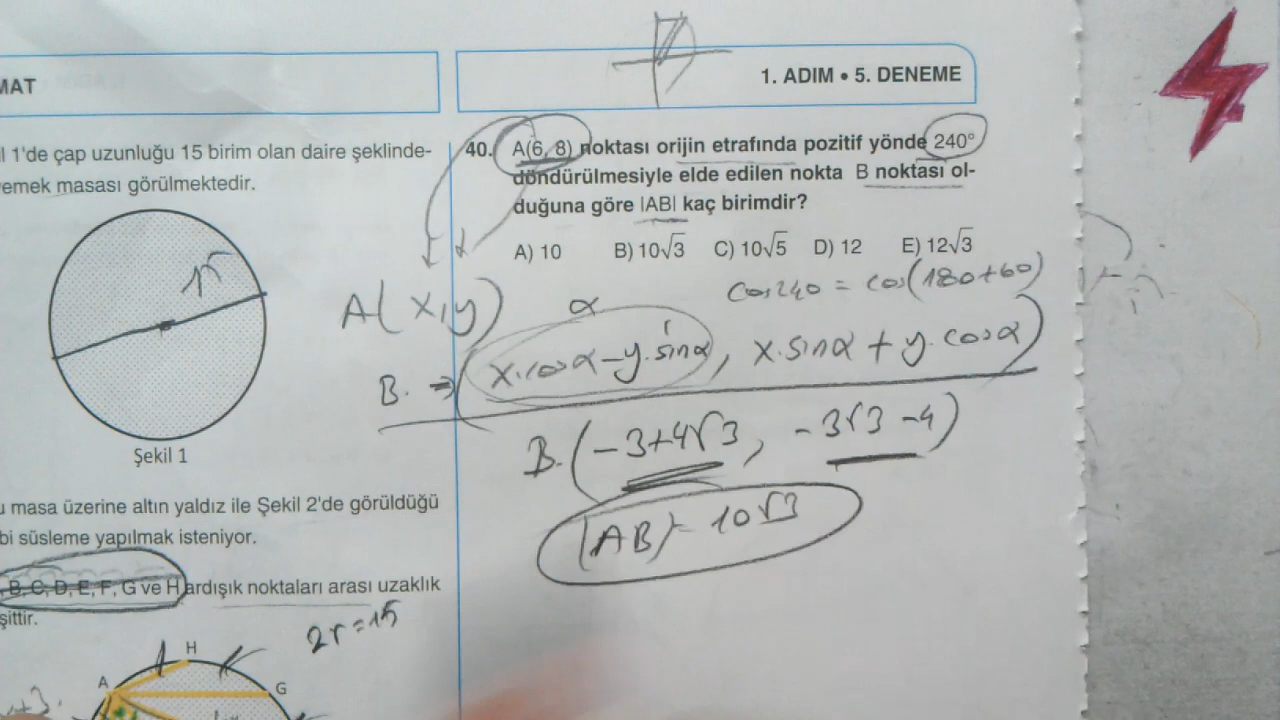 MAT
1'de çap uzunluğu 15 birim olan daire şeklinde-
emek masası görülmektedir.
15
Şekil 1
masa üzerine altın yaldız ile Şekil 2'de görüldüğü
bi süsleme yapılmak isteniyor.
B, C, D, E, F, G ve H ardışık noktaları arası uzaklık
şittir.
2r=15
H
A
G
1. ADIM • 5. DENEME
40. A(6, 8) noktası orijin etrafında pozitif yönde 240°
döndürülmesiyle elde edilen nokta B noktası ol-
duğuna göre |AB| kaç birimdir?
A) 10 B) 10√3 C) 10√5 D) 12 E) 12√3
cos240 = cos(180+60)
A(x,y) α
B. ⇒ (x.cosα-y.sinα, x.sinα + y.cosα)
B.(-3+4√3, -3√3-4)
|AB|= 10√3